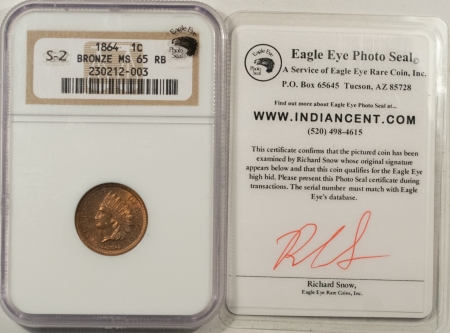 S-2
1864 1C
BRONZE MS 65 RB
230212-003
Eagle Eye
Photo
Seal
Eagle Eye
Photo Seal
Eagle Eye Photo Seal©
A Service of Eagle Eye Rare Coin, Inc.
P.O. Box 65645 Tucson, AZ 85728
Find out more about Eagle Eye Photo Seal at...
WWW.INDIANCENT.COM
(520) 498-4615
This certificate confirms that the pictured coin has been
examined by Richard Snow whose original signature
appears below and that this coin qualifies for the Eagle Eye
high bid. Please present this Photo Seal certificate during
transactions. The serial number must match with Eagle
Eye's database.
Richard Snow,
Eagle Eye Rare Coins, Inc.